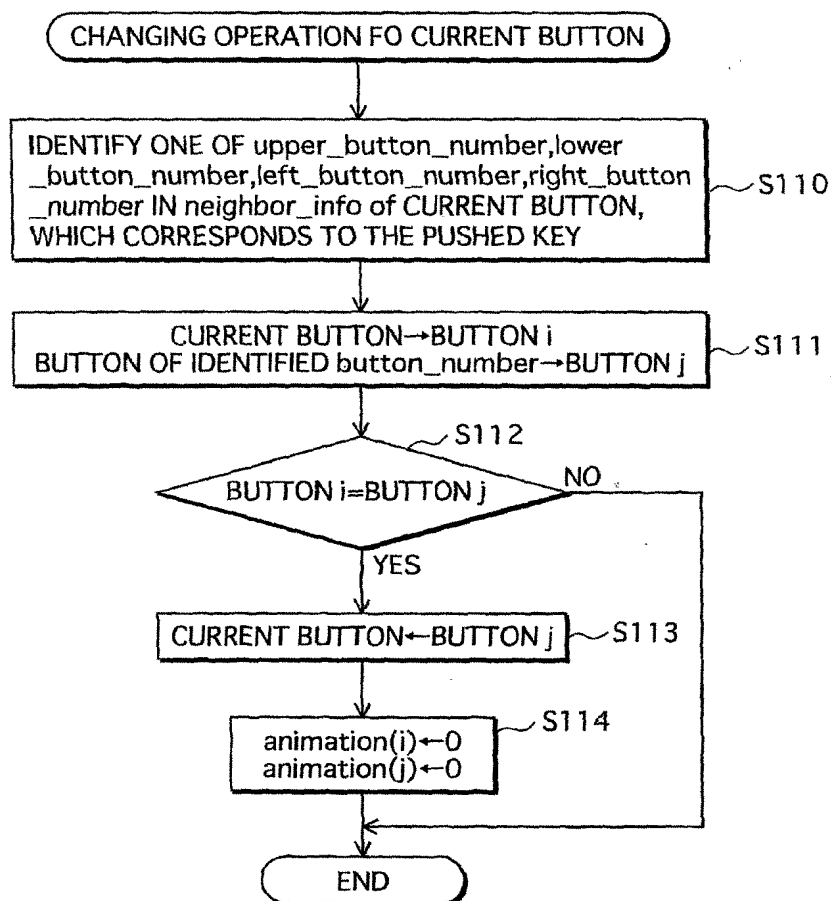 CHANGING OPERATION FO CURRENT BUTTON
IDENTIFY ONE OF upper_button_number,lower
_button_number,left_button_number,right_button
_number IN neighbor_info of CURRENT BUTTON,
WHICH CORRESPONDS TO THE PUSHED KEY
S110
CURRENT BUTTON→BUTTON i
BUTTON OF IDENTIFIED button_number→BUTTON j
S111
S112
BUTTON i=BUTTON j
NO
YES
CURRENT BUTTON←BUTTON j
S113
S114
animation(i)←0
animation(j)←0
END